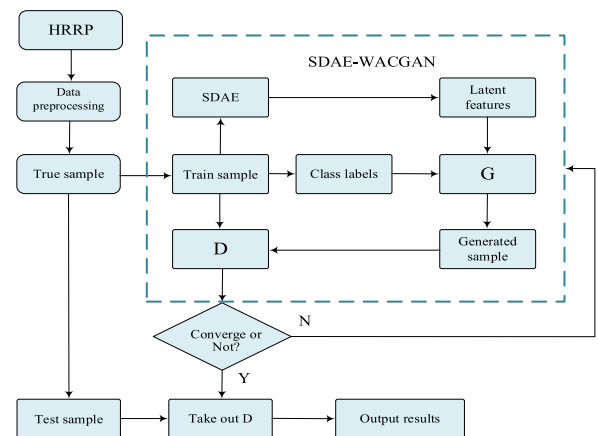 HRRP
SDAE-WACGAN
Data
preprocessing
SDAE
Latent
features
True sample
Train sample
Class labels
G
D
Generated
sample
Converge or
Not?
N
Y
Test sample
Take out D
Output results